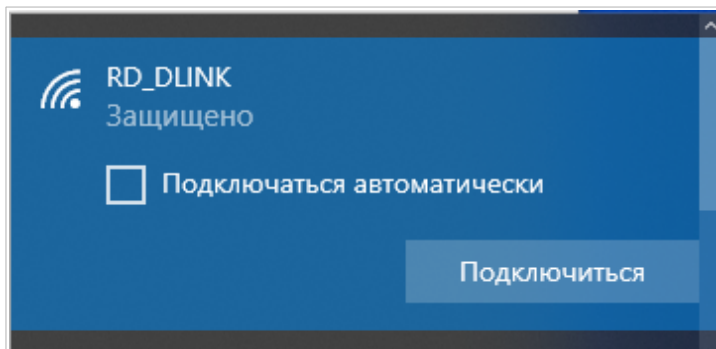 RD_DLINK
Защищено
Подключаться автоматически
Подключиться